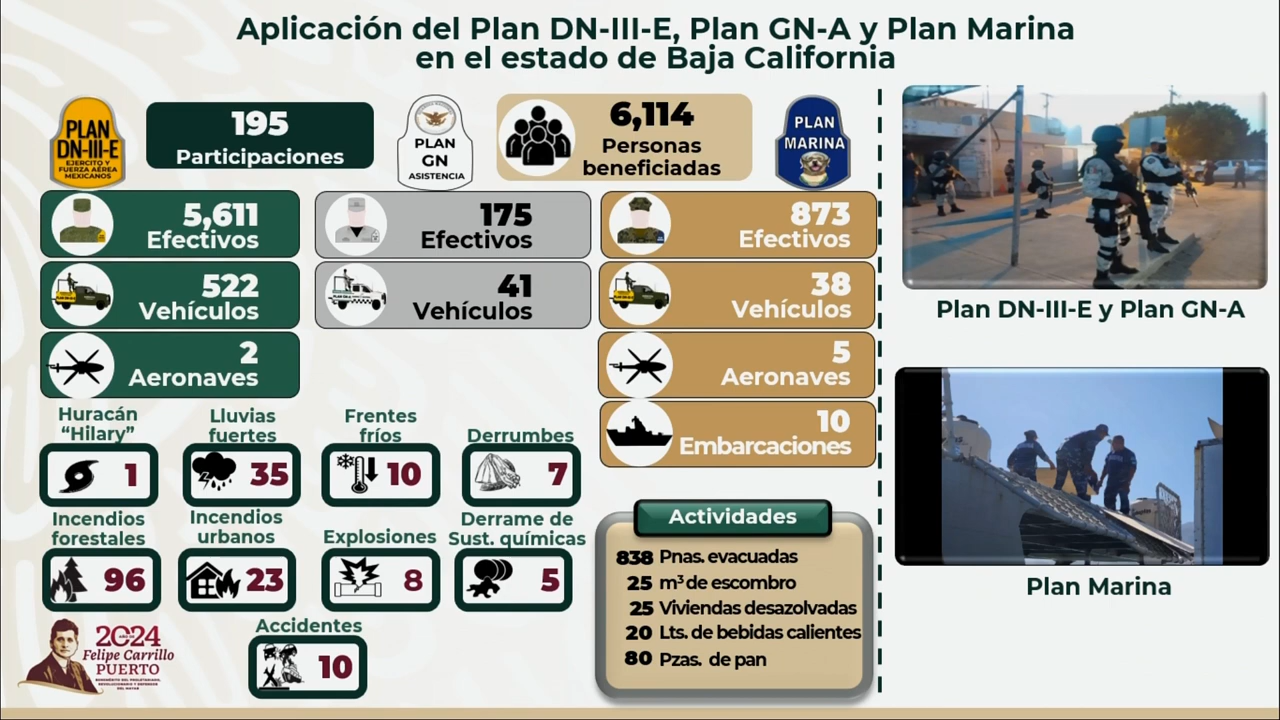 Aplicación del Plan DN-III-E, Plan GN-A y Plan Marina
en el estado de Baja California
PLAN
DN-III-E
EJERCITO Y
FUERZA AÉREA
MEXICANOS
195
Participaciones
PLAN
GN
ASISTENCIA
6,114
Personas
beneficiadas
PLAN
MARINA
5,611
Efectivos
175
Efectivos
873
Efectivos
522
Vehículos
41
Vehículos
38
Vehículos
2
Aeronaves
5
Aeronaves
10
Embarcaciones
Plan DN-III-E y Plan GN-A
Plan Marina
Huracán
“Hilary”
1
Lluvias
fuertes
35
Frentes
fríos
10
Derrumbes
7
Incendios
forestales
96
Incendios
urbanos
23
Explosiones
8
Derrame de
Sust. químicas
5
Accidentes
10
Actividades
838 Pnas. evacuadas
25 m³ de escombro
25 Viviendas desazolvadas
20 Lts. de bebidas calientes
80 Pzas. de pan
2024
Felipe Carrillo
PUERTO